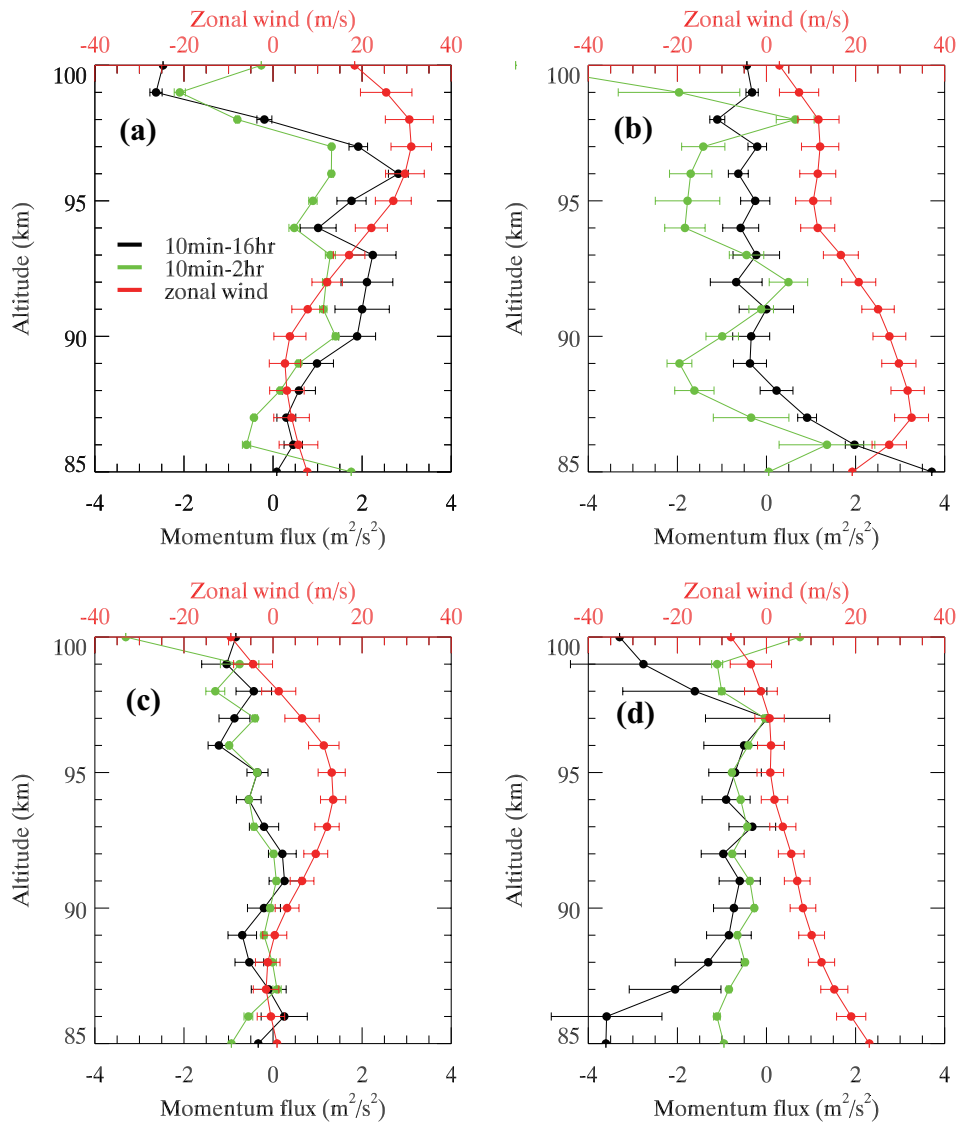 Zonal wind (m/s) Zonal wind (m/s)
-40 -20 0 20 40 -40 -20 0 20 40
100 100
(a) (b)
95 95
10min-16hr
10min-2hr
zonal wind
Altitude (km) Altitude (km)
90 90
85 85
-4 -2 0 2 4 -4 -2 0 2 4
Momentum flux (m²/s²) Momentum flux (m²/s²)
Zonal wind (m/s) Zonal wind (m/s)
-40 -20 0 20 40 -40 -20 0 20 40
100 100
(c) (d)
95 95
Altitude (km) Altitude (km)
90 90
85 85
-4 -2 0 2 4 -4 -2 0 2 4
Momentum flux (m²/s²) Momentum flux (m²/s²)